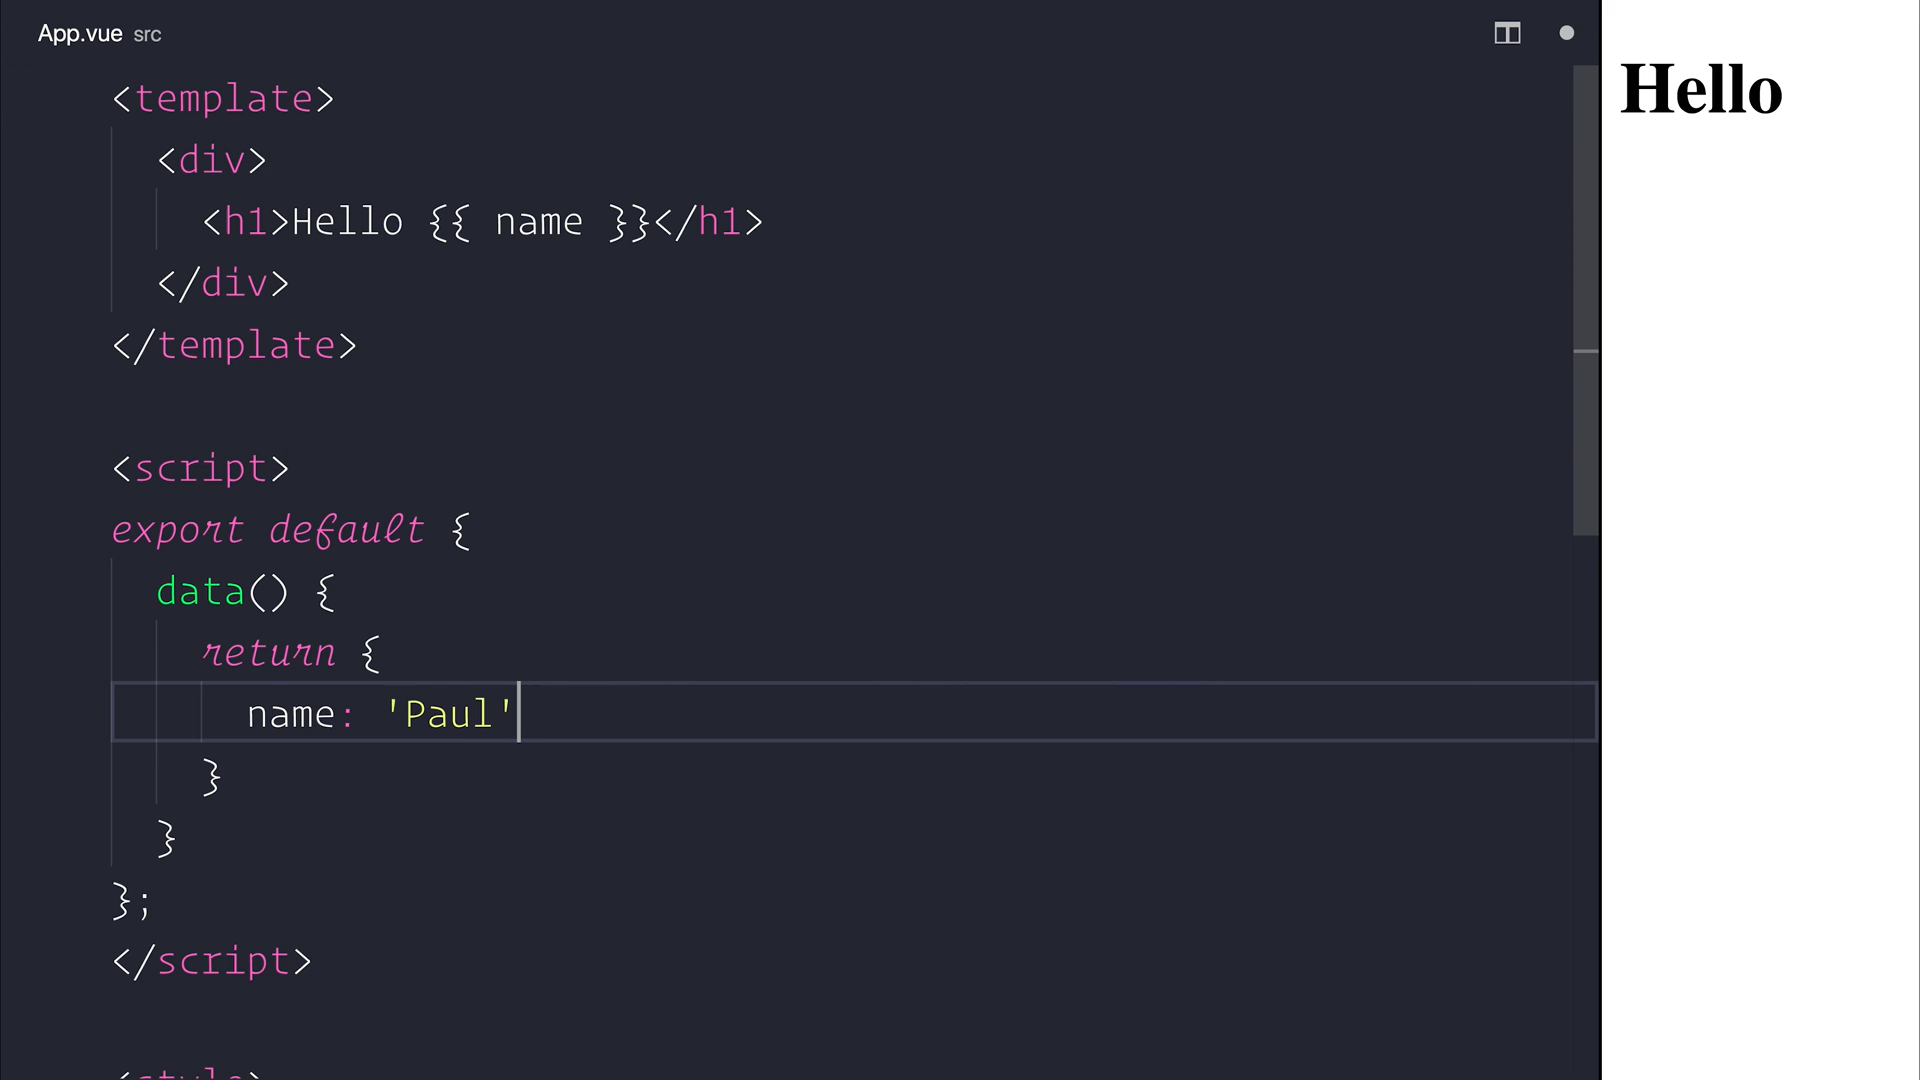 App.vue src
<template>
<div>
<h1>Hello {{ name }}</h1>
</div>
</template>
<script>
export default {
data() {
return {
name: 'Paul'
}
}
};
</script>
<style>
Hello